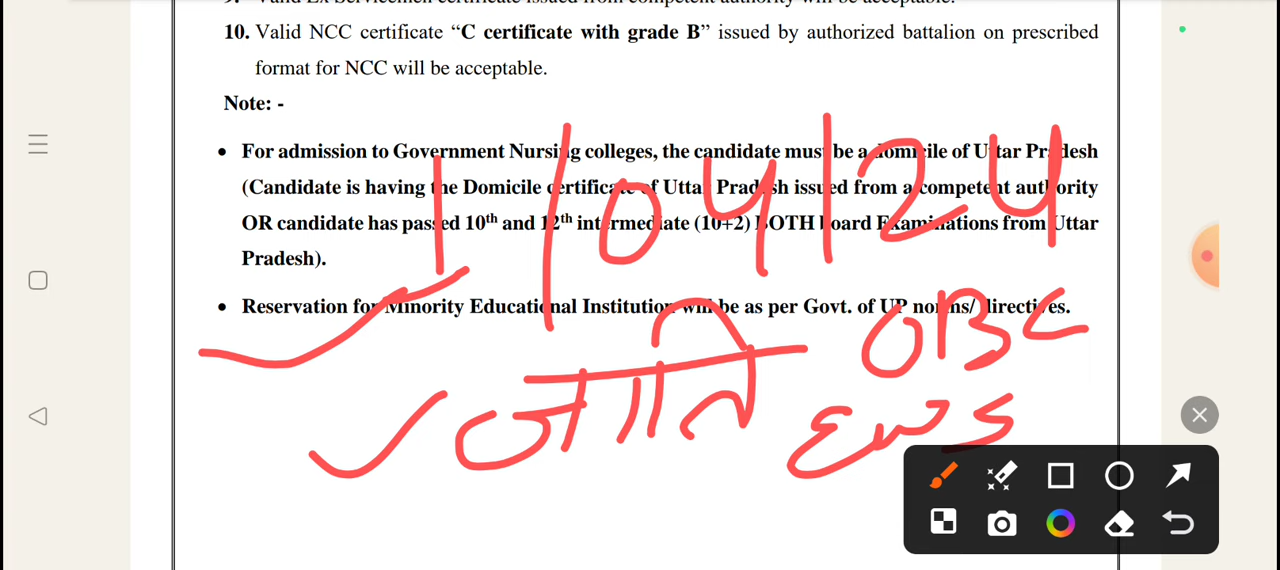 10. Valid NCC certificate “C certificate with grade B” issued by authorized battalion on prescribed
format for NCC will be acceptable.
Note: -
• For admission to Government Nursing colleges, the candidate must be a domicile of Uttar Pradesh
(Candidate is having the Domicile certificate of Uttar Pradesh issued from a competent authority
OR candidate has passed 10th and 12th intermediate (10+2) BOTH board Examinations from Uttar
Pradesh).
• Reservation for Minority Educational Institution will be as per Govt. of UP norms/ directives.
1/04/24
OBC
जाति
EWS